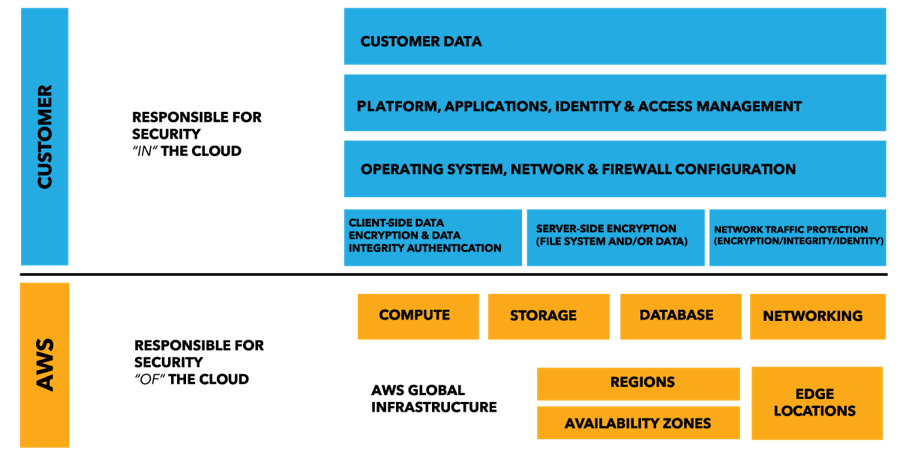 CUSTOMER
RESPONSIBLE FOR
SECURITY
“IN” THE CLOUD
CUSTOMER DATA
PLATFORM, APPLICATIONS, IDENTITY & ACCESS MANAGEMENT
OPERATING SYSTEM, NETWORK & FIREWALL CONFIGURATION
CLIENT-SIDE DATA
ENCRYPTION & DATA
INTEGRITY AUTHENTICATION
SERVER-SIDE ENCRYPTION
(FILE SYSTEM AND/OR DATA)
NETWORK TRAFFIC PROTECTION
(ENCRYPTION/INTEGRITY/IDENTITY)
AWS
RESPONSIBLE FOR
SECURITY
“OF” THE CLOUD
COMPUTE
STORAGE
DATABASE
NETWORKING
AWS GLOBAL
INFRASTRUCTURE
REGIONS
AVAILABILITY ZONES
EDGE
LOCATIONS